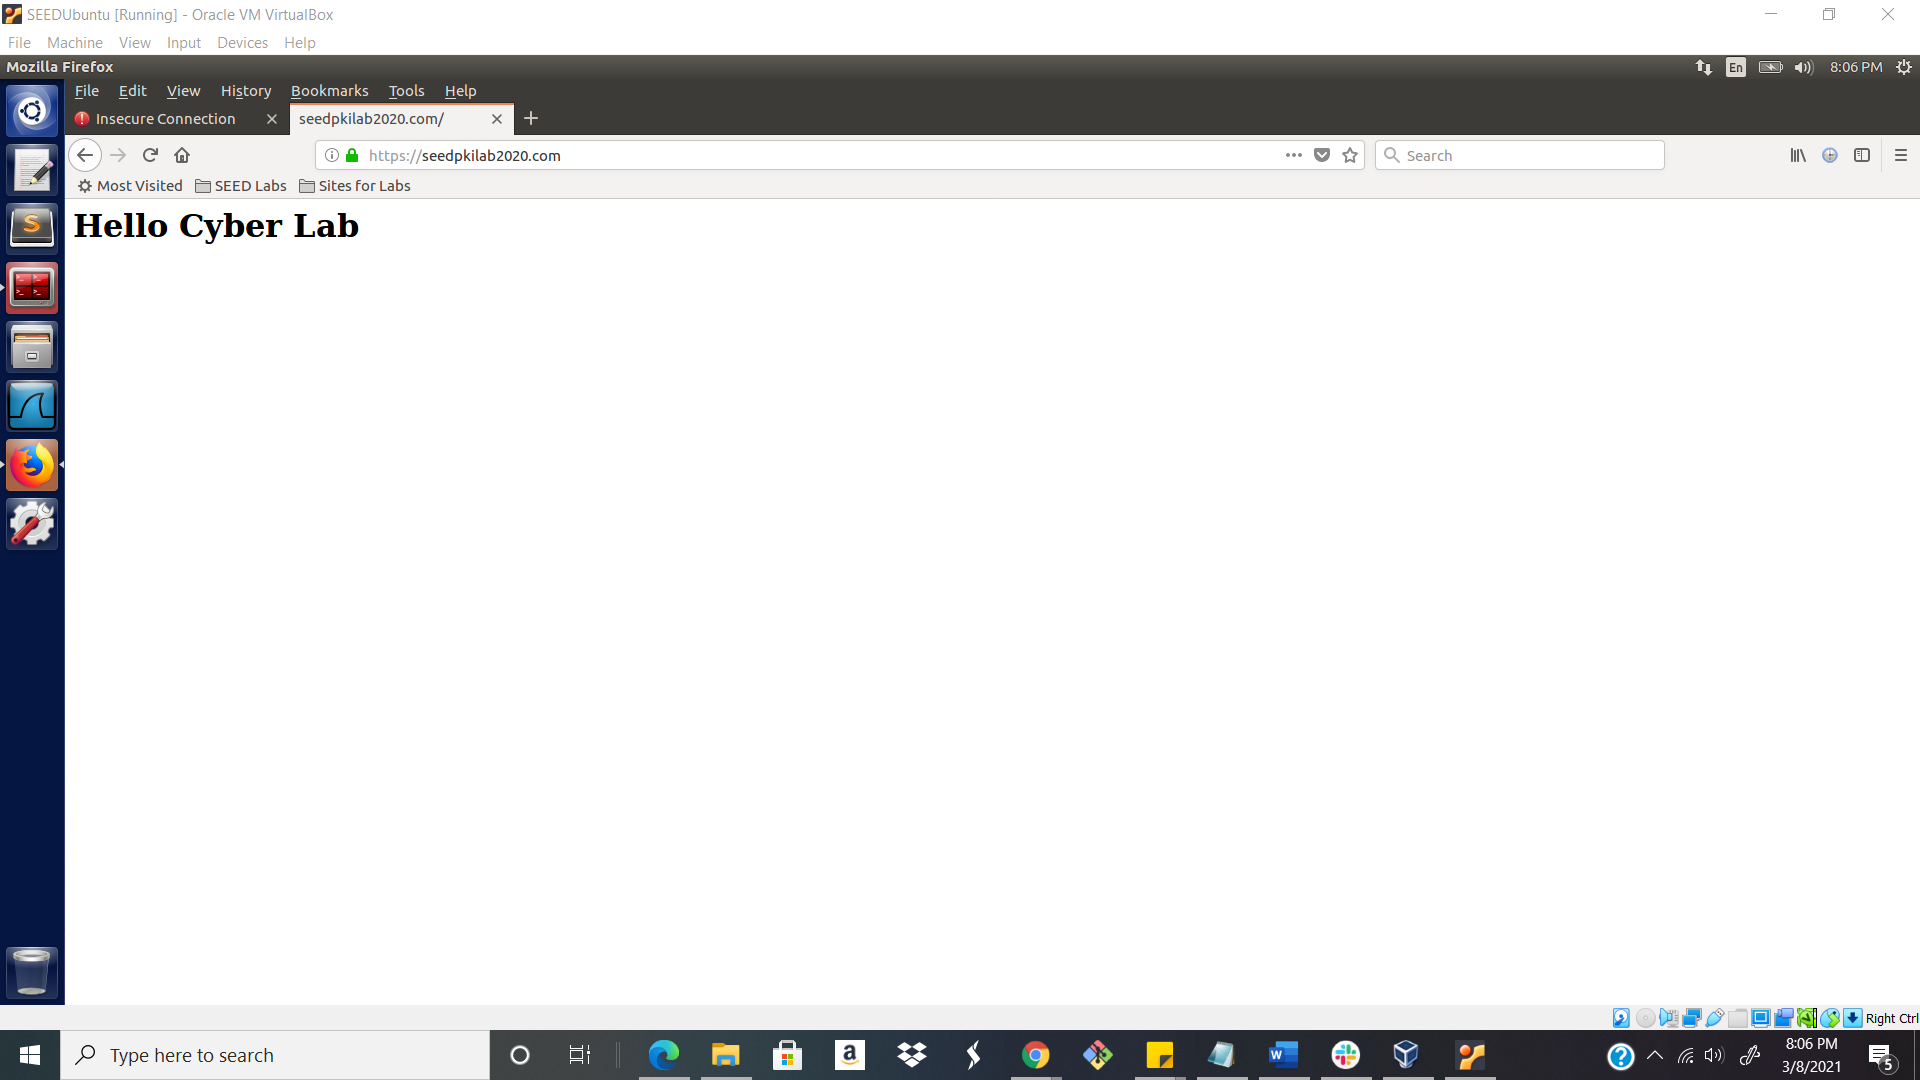 SEEDUbuntu [Running] - Oracle VM VirtualBox
File Machine View Input Devices Help
Mozilla Firefox En 8:06 PM
File Edit View History Bookmarks Tools Help
Insecure Connection seedpkilab2020.com/
https://seedpkilab2020.com Search
Most Visited SEED Labs Sites for Labs
Hello Cyber Lab
Right Ctrl
Type here to search
8:06 PM
3/8/2021
5